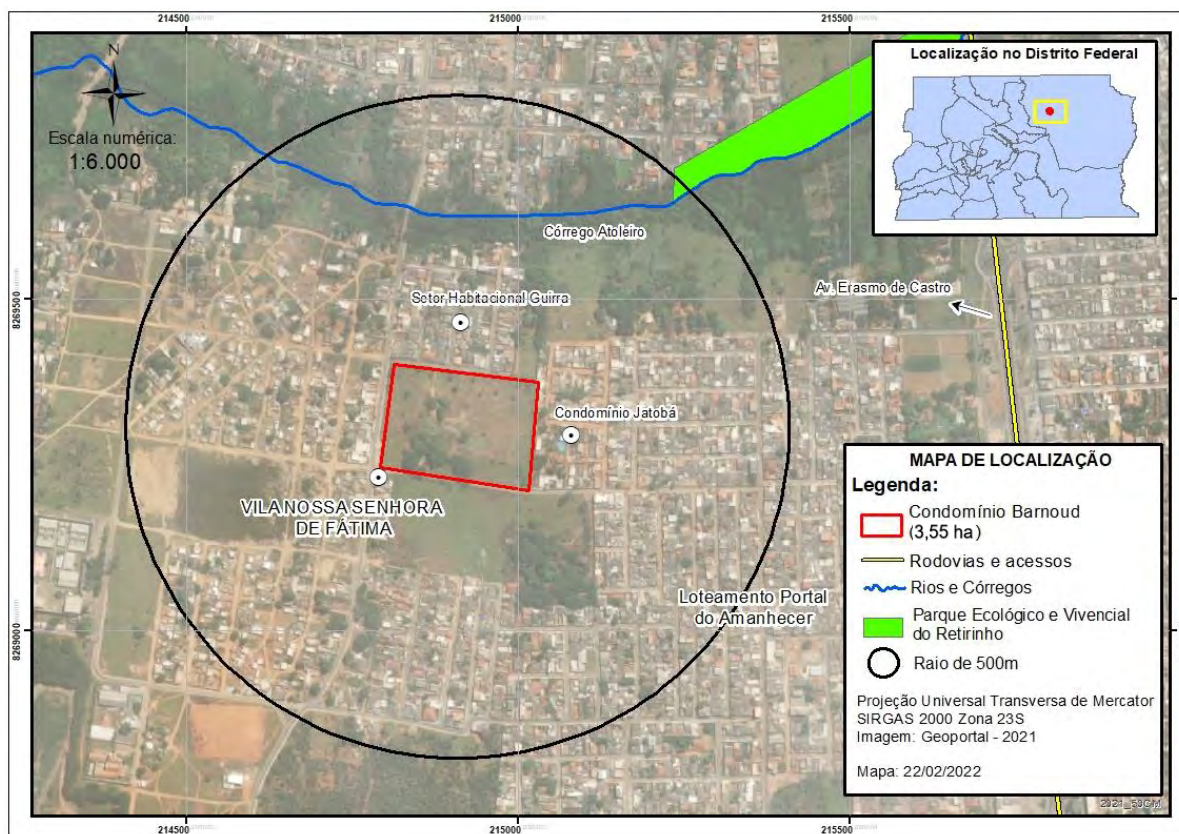 214500
215000
215500
N
Escala numérica:
1:6.000
Localização no Distrito Federal
Córrego Atoleiro
8269500
Setor Habitacional Guirra
Av. Erasmo de Castro
Condomínio Jatobá
VILA NOSSA SENHORA
DE FÁTIMA
Loteamento Portal
do Amanhecer
8269000
MAPA DE LOCALIZAÇÃO
Legenda:
Condomínio Barnoud
(3,55 ha)
Rodovias e acessos
Rios e Córregos
Parque Ecológico e Vivencial
do Retirinho
Raio de 500m
Projeção Universal Transversa de Mercator
SIRGAS 2000 Zona 23S
Imagem: Geoportal - 2021
Mapa: 22/02/2022
214500
215000
215500